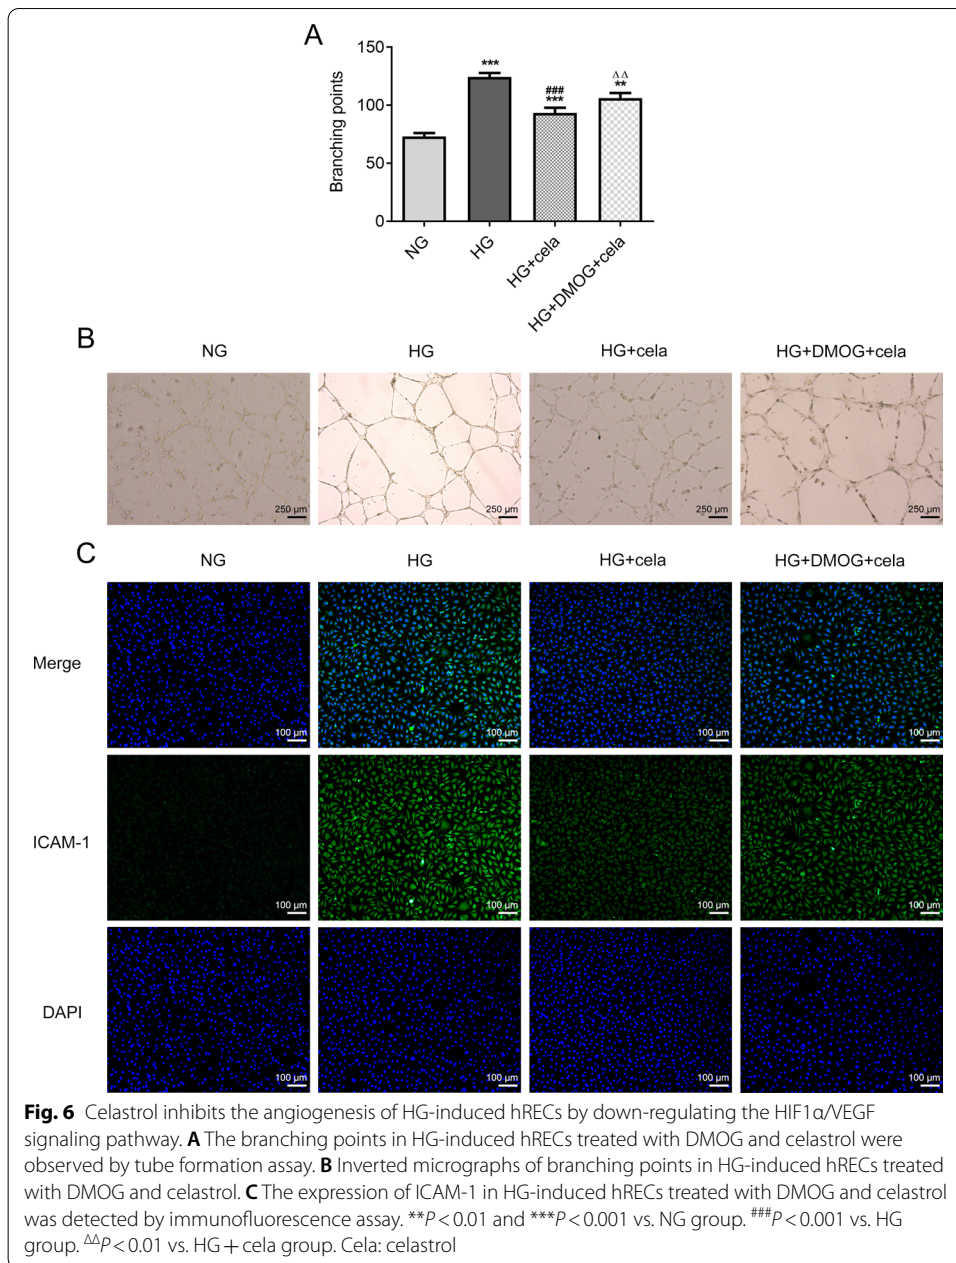 A
150
100
50
0
Branching points
***
###
***
ΔΔ
**
NG
HG
HG+cela
HG+DMOG+cela
B
NG HG HG+cela HG+DMOG+cela
250 µm 250 µm 250 µm 250 µm
C
NG HG HG+cela HG+DMOG+cela
Merge
100 µm 100 µm 100 µm 100 µm
ICAM-1
100 µm 100 µm 100 µm 100 µm
DAPI
100 µm 100 µm 100 µm 100 µm
Fig. 6 Celastrol inhibits the angiogenesis of HG-induced hRECs by down-regulating the HIF1α/VEGF
signaling pathway. A The branching points in HG-induced hRECs treated with DMOG and celastrol were
observed by tube formation assay. B Inverted micrographs of branching points in HG-induced hRECs treated
with DMOG and celastrol. C The expression of ICAM-1 in HG-induced hRECs treated with DMOG and celastrol
was detected by immunofluorescence assay. **P < 0.01 and ***P < 0.001 vs. NG group. ###P < 0.001 vs. HG
group. ΔΔP < 0.01 vs. HG + cela group. Cela: celastrol